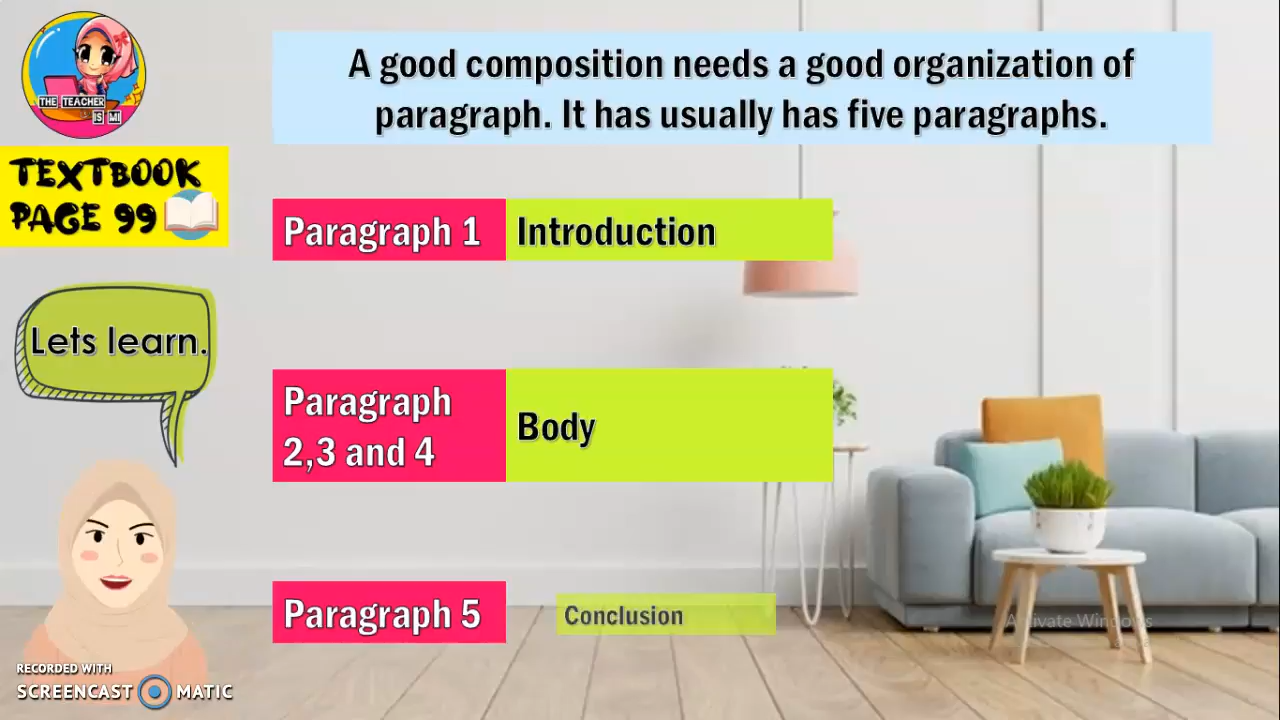 THE TEACHER
IS MI
A good composition needs a good organization of
paragraph. It has usually has five paragraphs.
TEXTBOOK
PAGE 99
Paragraph 1
Introduction
Lets learn.
Paragraph
2,3 and 4
Body
Paragraph 5
Conclusion
Activate Windows
RECORDED WITH
SCREENCAST MATIC